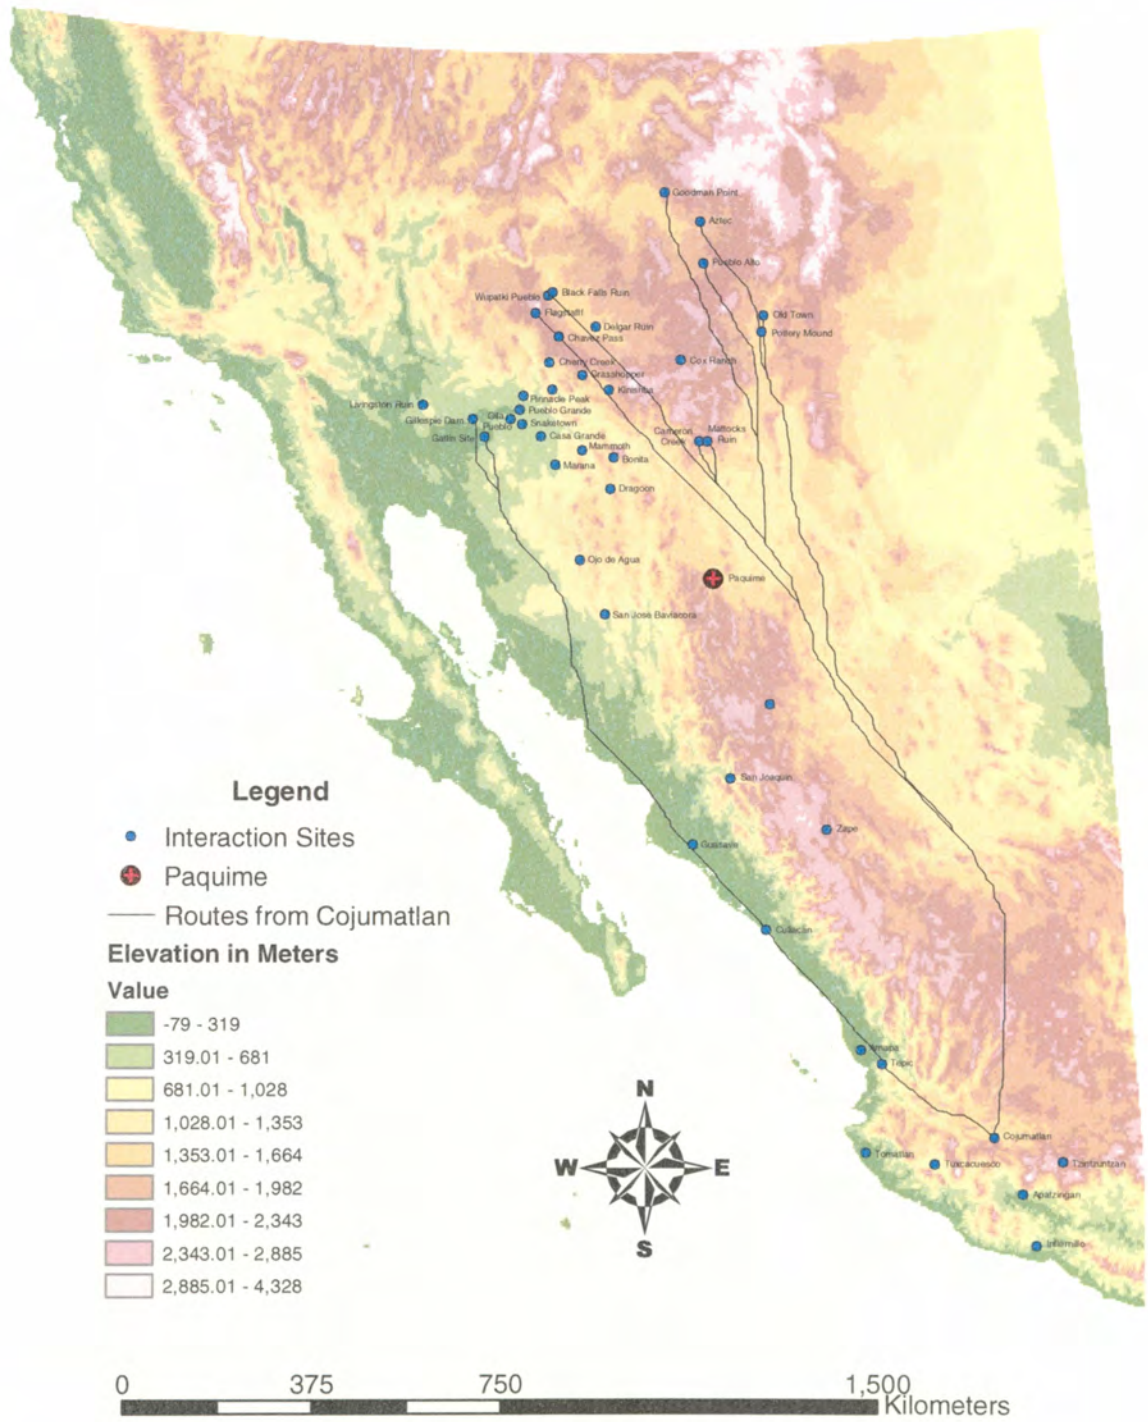 Goodman Point
Aztec
Pueblo Alto
Black Falls Ruin
Wupatki Pueblo
Flagstaff
Old Town
Delgar Ruin
Pottery Mound
Chavez Pass
Cherry Creek
Cox Ranch
Grasshopper
Kinishba
Pinnacle Peak
Livingston Ruin
Pueblo Grande
Gillespie Dam
Gila
Pueblo
Snaketown
Gatlin Site
Casa Grande
Cameron
Creek
Mattocks
Ruin
Mammoth
Bonita
Marana
Dragoon
Ojo de Agua
Paquime
San Jose Baviacora
San Joaquin
Zape
Guasave
Culiacan
Amapa
Tepic
Cojumatlan
Tomatlan
Tuxcacuesco
Tzintzuntzan
Apatzingan
Infiernillo
Legend
Interaction Sites
Paquime
Routes from Cojumatlan
Elevation in Meters
Value
-79 - 319
319.01 - 681
681.01 - 1,028
1,028.01 - 1,353
1,353.01 - 1,664
1,664.01 - 1,982
1,982.01 - 2,343
2,343.01 - 2,885
2,885.01 - 4,328
N
W E
S
0 375 750 1,500
Kilometers